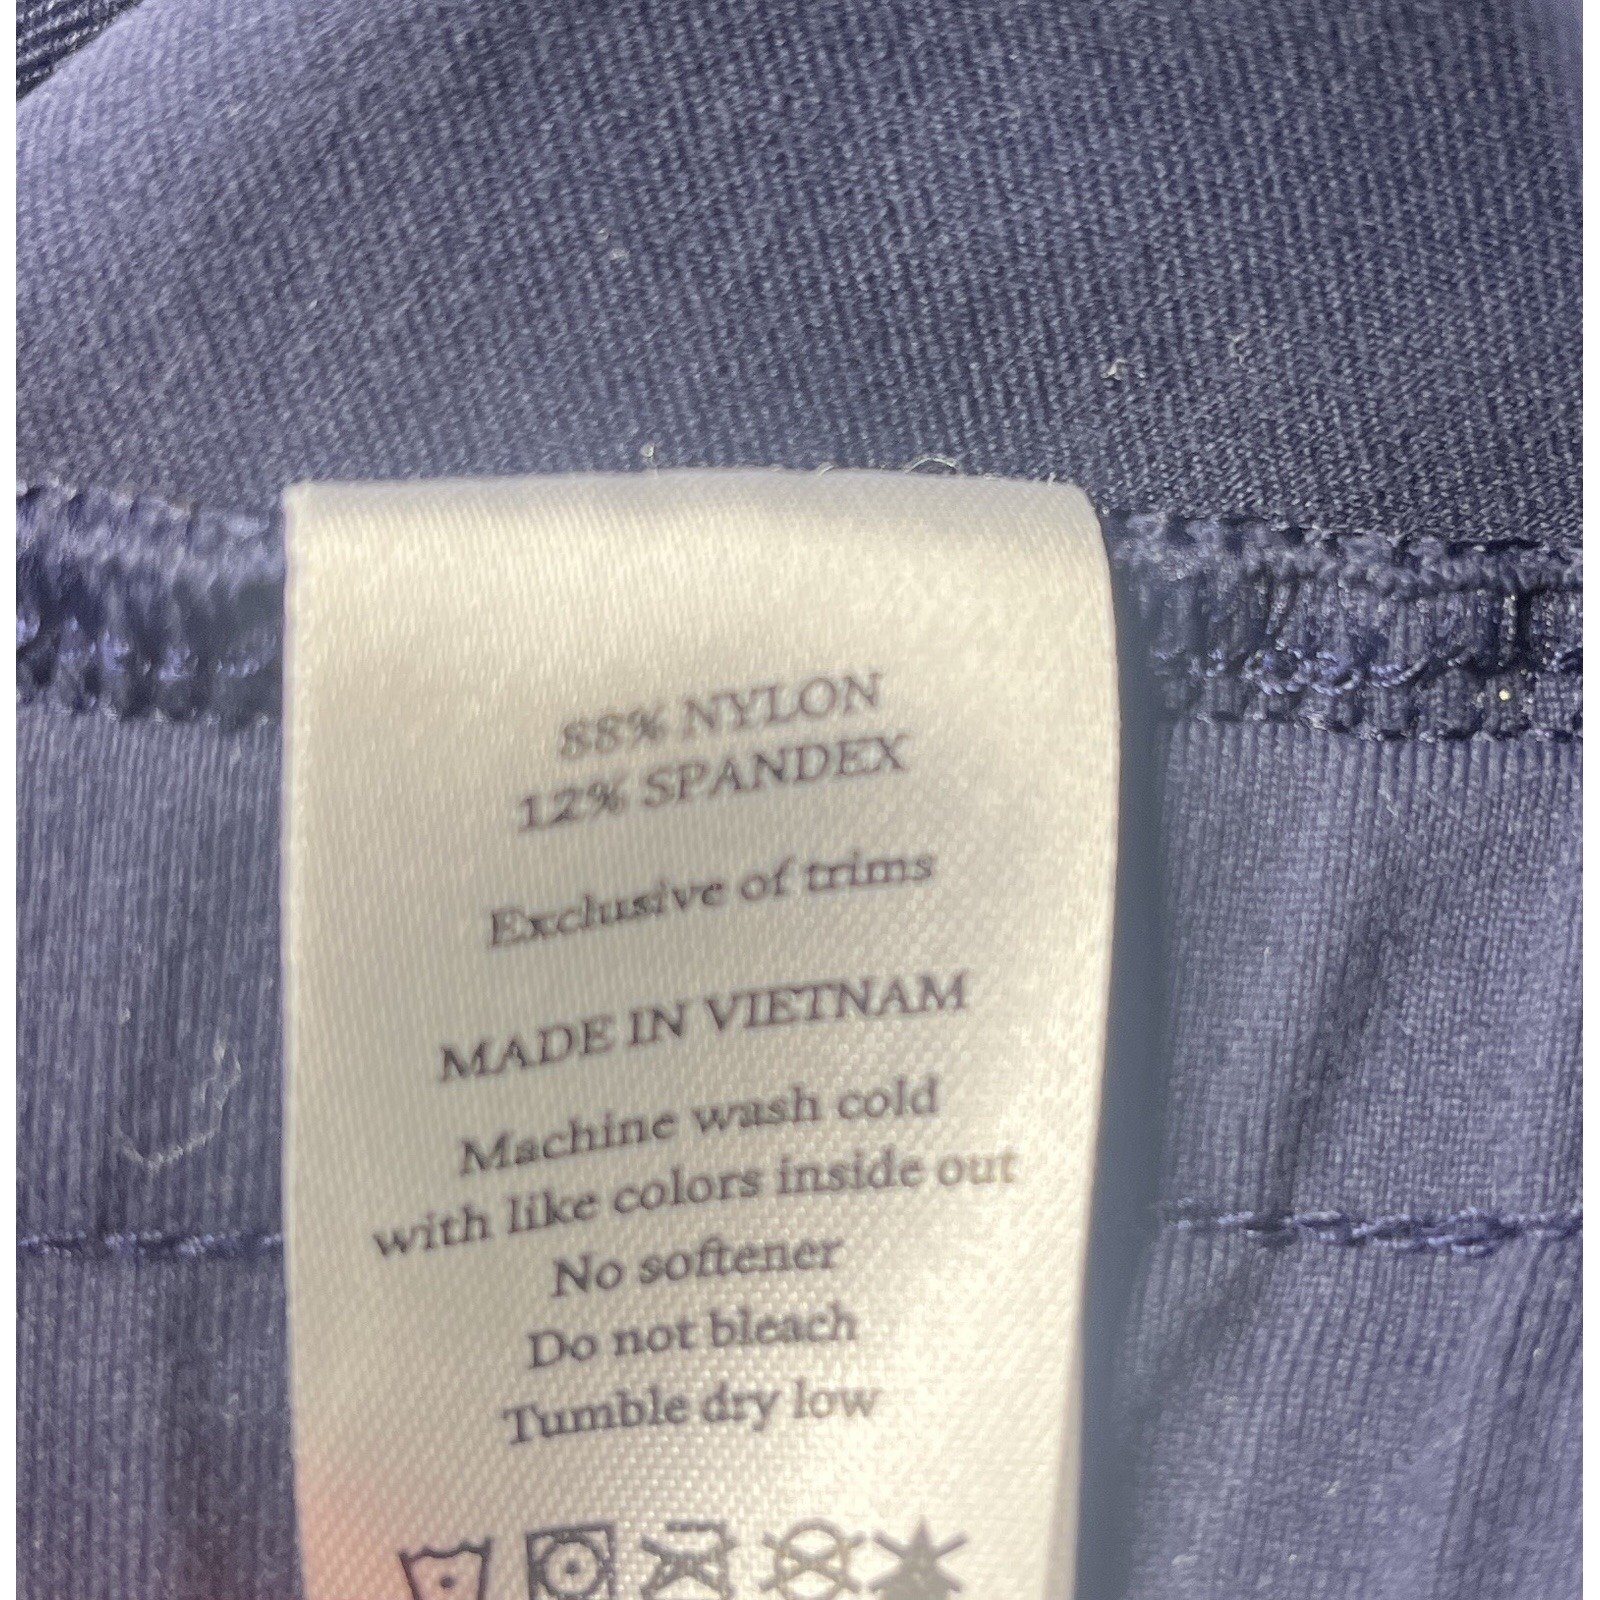 88% NYLON
12% SPANDEX
Exclusive of trims
MADE IN VIETNAM
Machine wash cold
with like colors inside out
No softener
Do not bleach
Tumble dry low